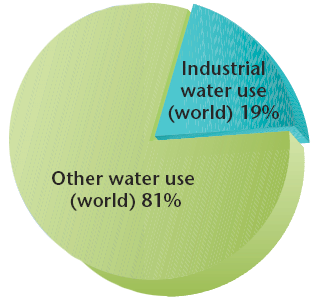 Industrial
water use
(world) 19%
Other water use
(world) 81%